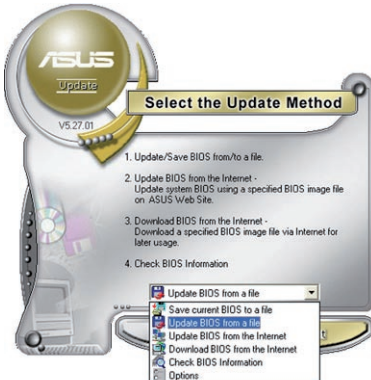 ASUS
Update
V5.27.01
Select the Update Method
1. Update/Save BIOS from/to a file.
2. Update BIOS from the Internet -
Update system BIOS using a specified BIOS image file
on ASUS Web Site.
3. Download BIOS from the Internet -
Download a specified BIOS image file via Internet for
later usage.
4. Check BIOS Information
Update BIOS from a file
Save current BIOS to a file
Update BIOS from a file
Update BIOS from the Internet
Download BIOS from the Internet
Check BIOS Information
Options